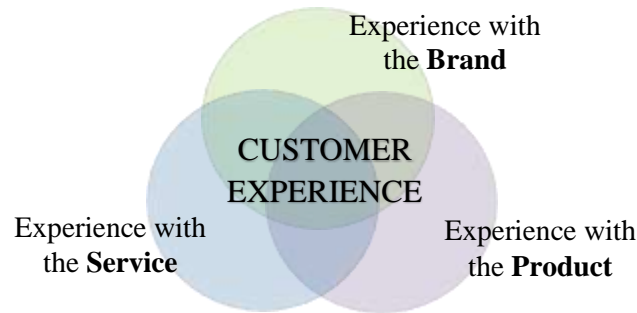 Experience with
the Brand
CUSTOMER
EXPERIENCE
Experience with
the Service
Experience with
the Product